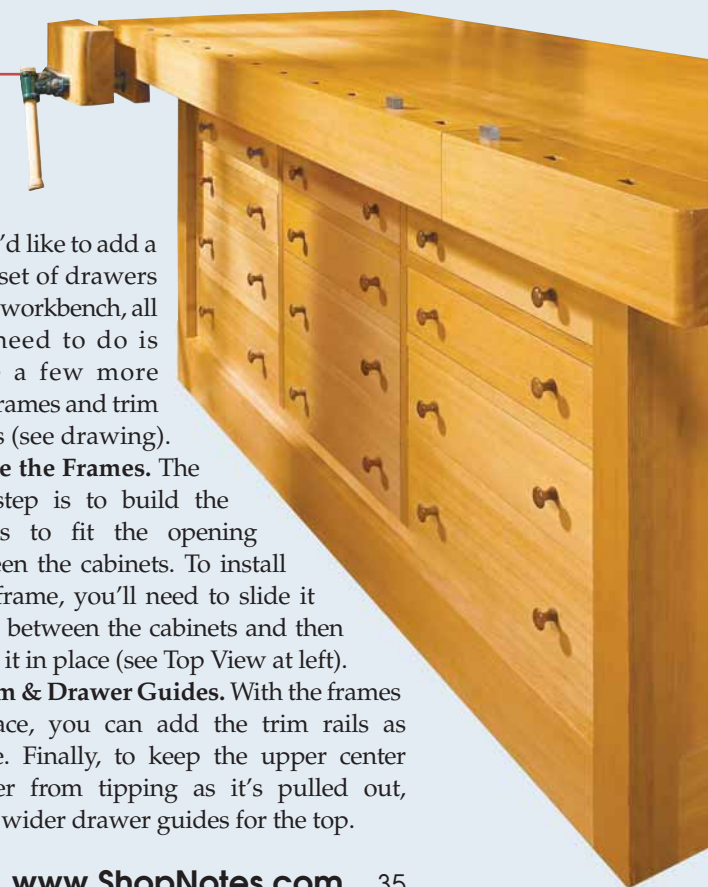 'd like to add a
set of drawers
workbench, all
need to do is
a few more
rames and trim
s (see drawing).
e the Frames. The
step is to build the
s to fit the opening
een the cabinets. To install
frame, you'll need to slide it
between the cabinets and then
it in place (see Top View at left).
m & Drawer Guides. With the frames
ace, you can add the trim rails as
e. Finally, to keep the upper center
er from tipping as it's pulled out,
wider drawer guides for the top.
www.ShopNotes.com 35